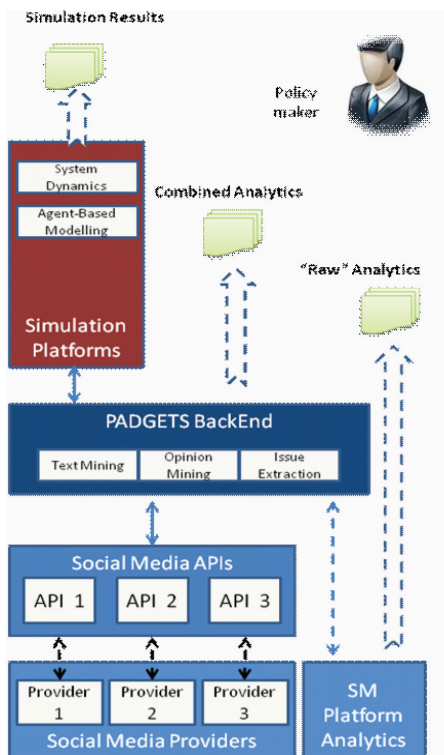 Simulation Results
Policy
maker
System
Dynamics
Agent-Based
Modelling
Simulation
Platforms
Combined Analytics
“Raw” Analytics
PADGETS BackEnd
Text Mining
Opinion
Mining
Issue
Extraction
Social Media APIs
API 1
API 2
API 3
Provider
1
Provider
2
Provider
3
Social Media Providers
SM
Platform
Analytics